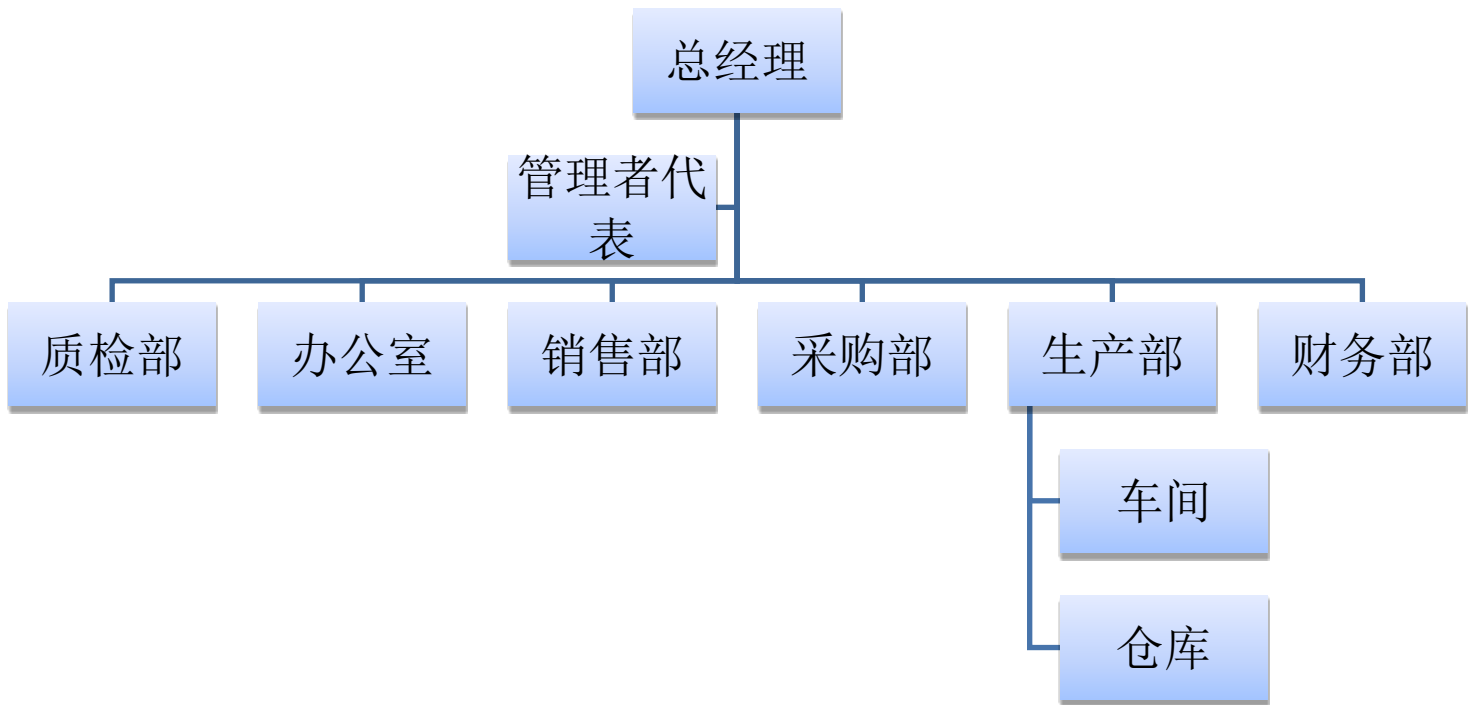 总经理
管理者代
表
质检部
办公室
销售部
采购部
生产部
财务部
车间
仓库